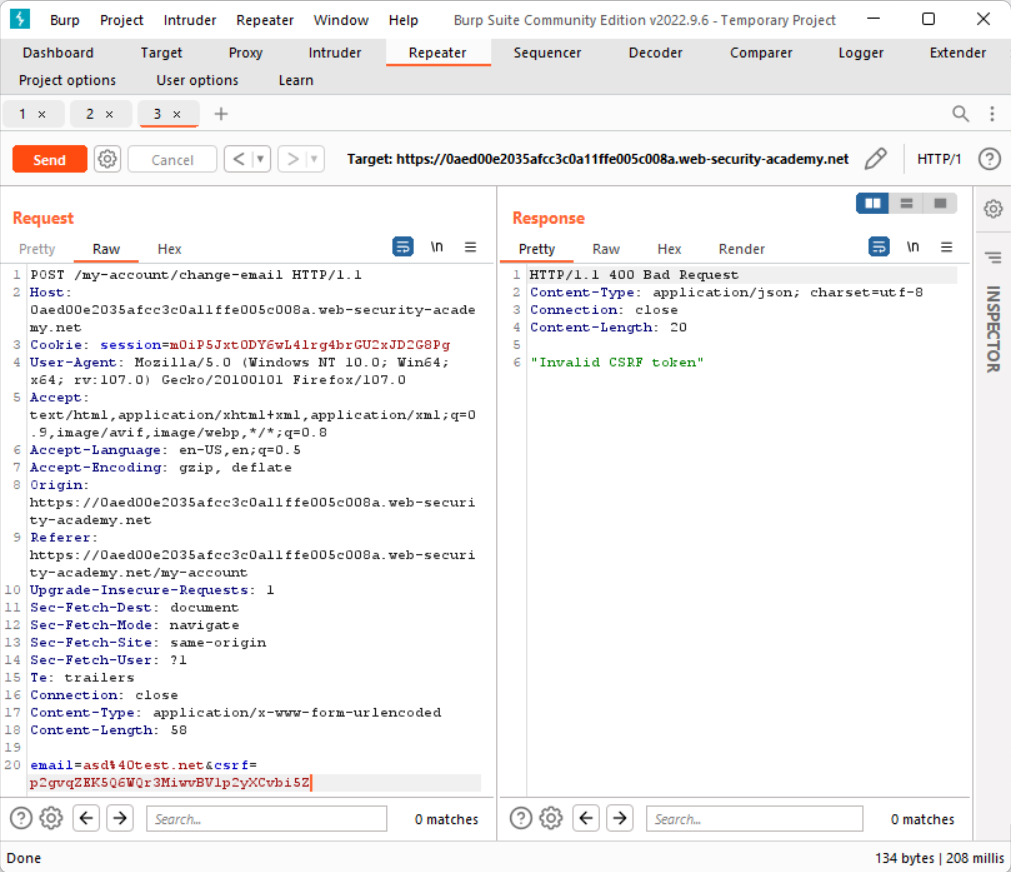 Burp Project Intruder Repeater Window Help Burp Suite Community Edition v2022.9.6 - Temporary Project
Dashboard Target Proxy Intruder Repeater Sequencer Decoder Comparer Logger Extender
Project options User options Learn
1 × 2 × 3 × +
Send Cancel < > Target: https://0aed00e2035afcc3c0a11ffe005c008a.web-security-academy.net HTTP/1 ?
Request
Pretty Raw Hex \n
1 POST /my-account/change-email HTTP/1.1
2 Host:
0aed00e2035afcc3c0a11ffe005c008a.web-security-acade
my.net
3 Cookie: session=mOiP5JxtODY6wL4lrg4brGU2xJD2G8Pg
4 User-Agent: Mozilla/5.0 (Windows NT 10.0; Win64;
x64; rv:107.0) Gecko/20100101 Firefox/107.0
5 Accept:
text/html,application/xhtml+xml,application/xml;q=0
.9,image/avif,image/webp,*/*;q=0.8
6 Accept-Language: en-US,en;q=0.5
7 Accept-Encoding: gzip, deflate
8 Origin:
https://0aed00e2035afcc3c0a11ffe005c008a.web-securi
ty-academy.net
9 Referer:
https://0aed00e2035afcc3c0a11ffe005c008a.web-securi
ty-academy.net/my-account
10 Upgrade-Insecure-Requests: 1
11 Sec-Fetch-Dest: document
12 Sec-Fetch-Mode: navigate
13 Sec-Fetch-Site: same-origin
14 Sec-Fetch-User: ?1
15 Te: trailers
16 Connection: close
17 Content-Type: application/x-www-form-urlencoded
18 Content-Length: 58
19
20 email=asd%40test.net&csrf=
p2gvqZEK5Q6WQr3MiwvBVlp2yXCvbi5Z
? Search... 0 matches
Response
Pretty Raw Hex Render \n
1 HTTP/1.1 400 Bad Request
2 Content-Type: application/json; charset=utf-8
3 Connection: close
4 Content-Length: 20
5
6 "Invalid CSRF token"
? Search... 0 matches
INSPECTOR
Done 134 bytes | 208 millis